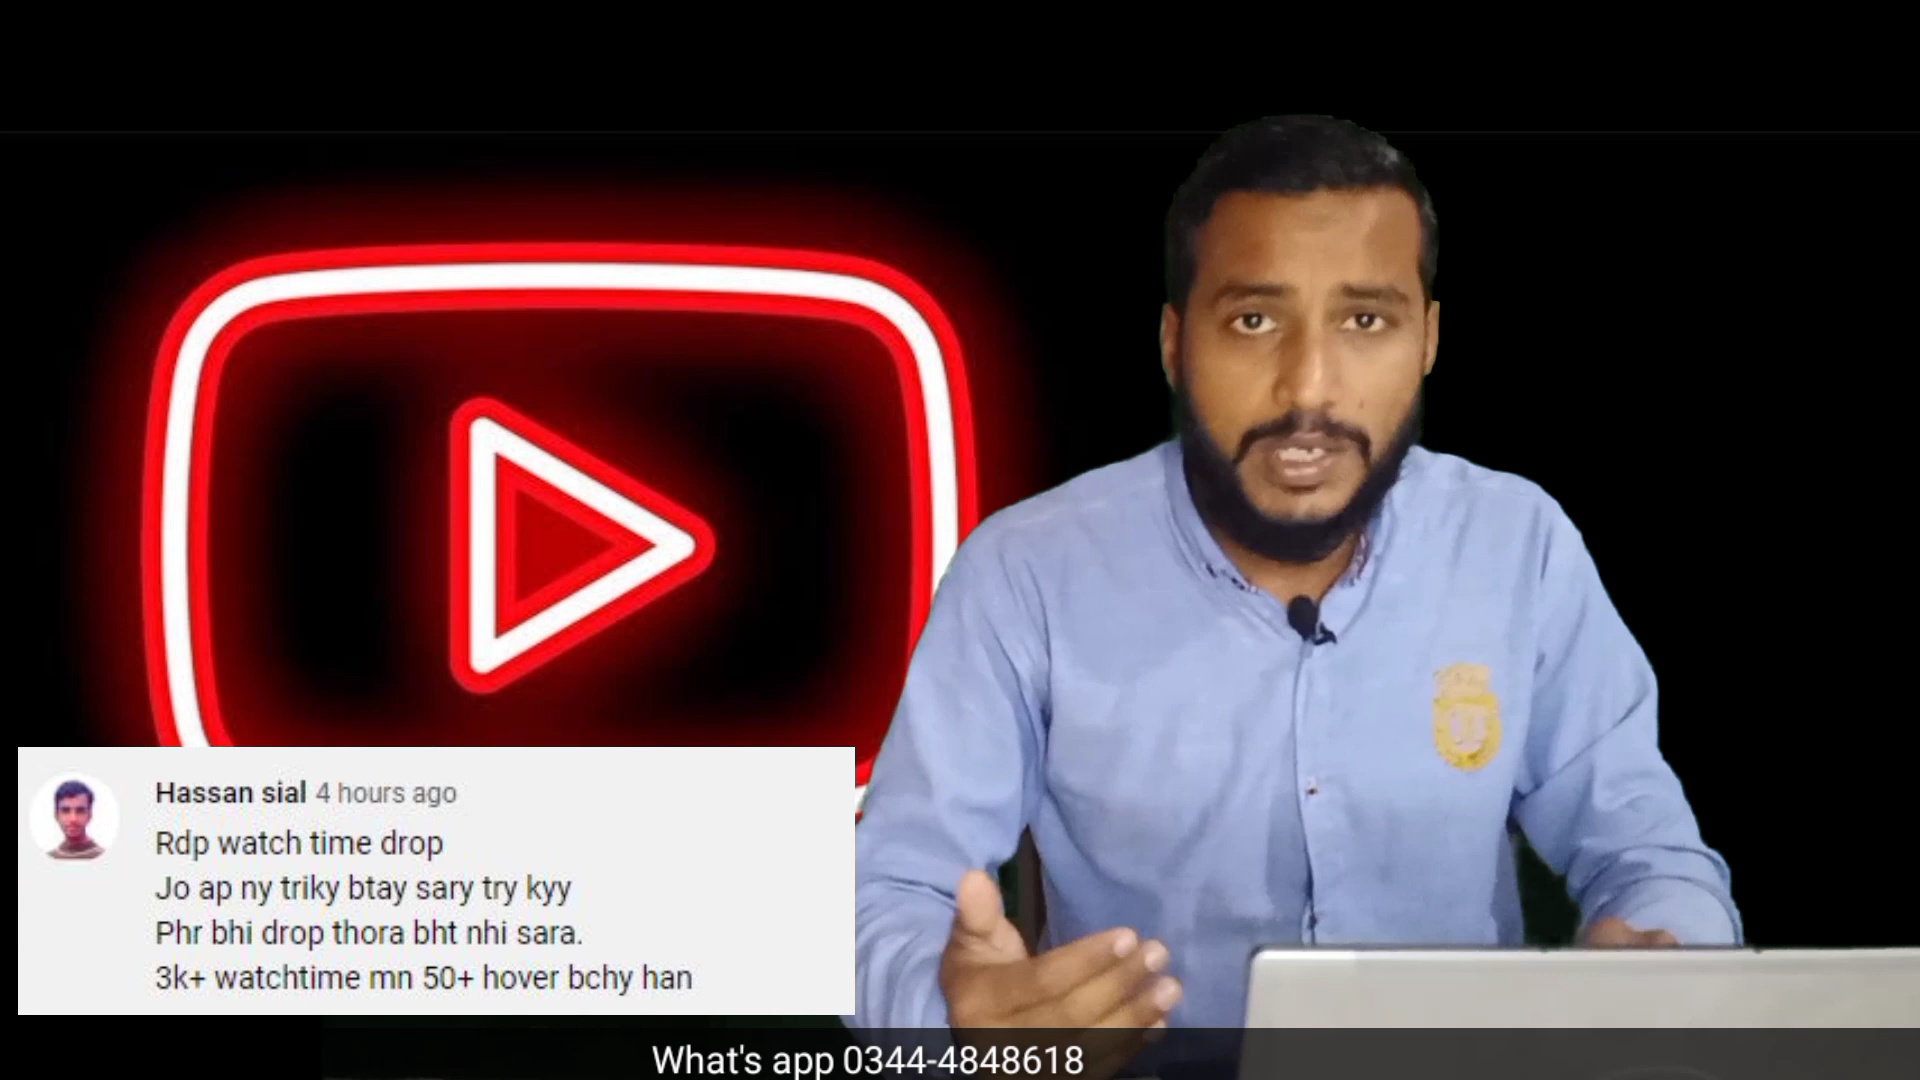 Hassan sial 4 hours ago
Rdp watch time drop
Jo ap ny triky btay sary try kyy
Phr bhi drop thora bht nhi sara.
3k+ watchtime mn 50+ hover bchy han
What's app 0344-4848618